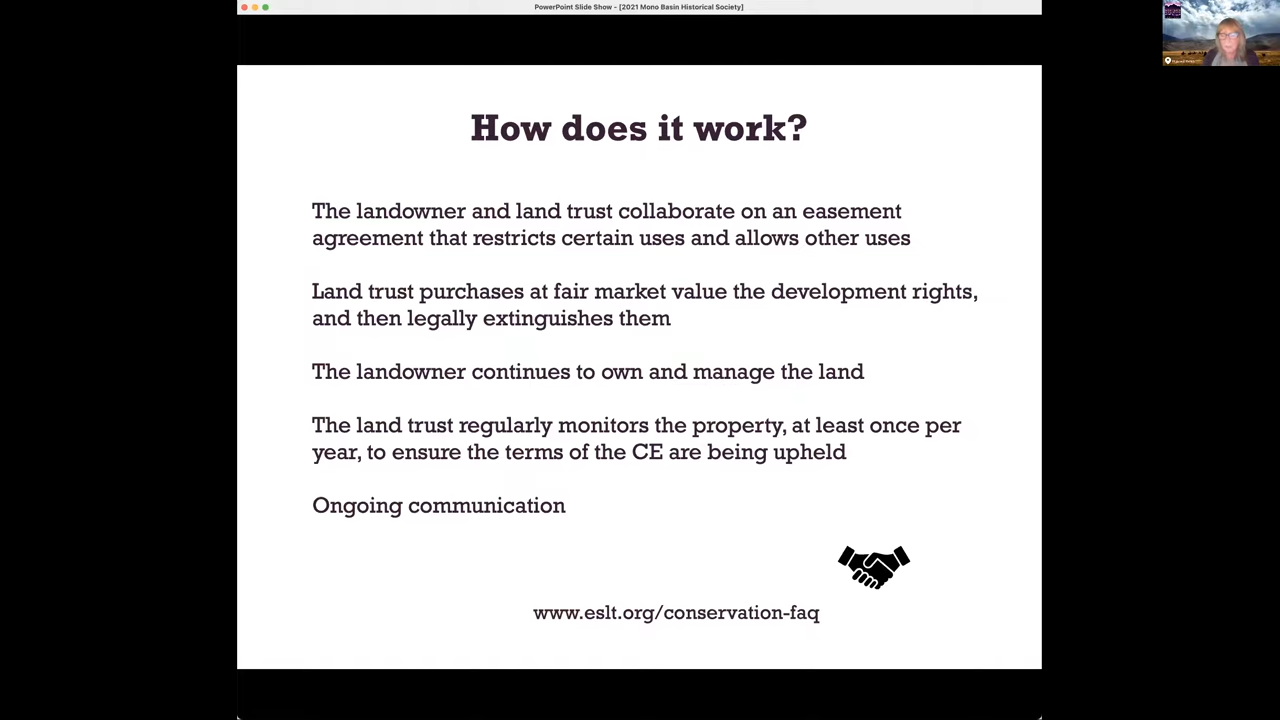 PowerPoint Slide Show - [2021 Mono Basin Historical Society]
How does it work?
The landowner and land trust collaborate on an easement
agreement that restricts certain uses and allows other uses
Land trust purchases at fair market value the development rights,
and then legally extinguishes them
The landowner continues to own and manage the land
The land trust regularly monitors the property, at least once per
year, to ensure the terms of the CE are being upheld
Ongoing communication
www.eslt.org/conservation-faq